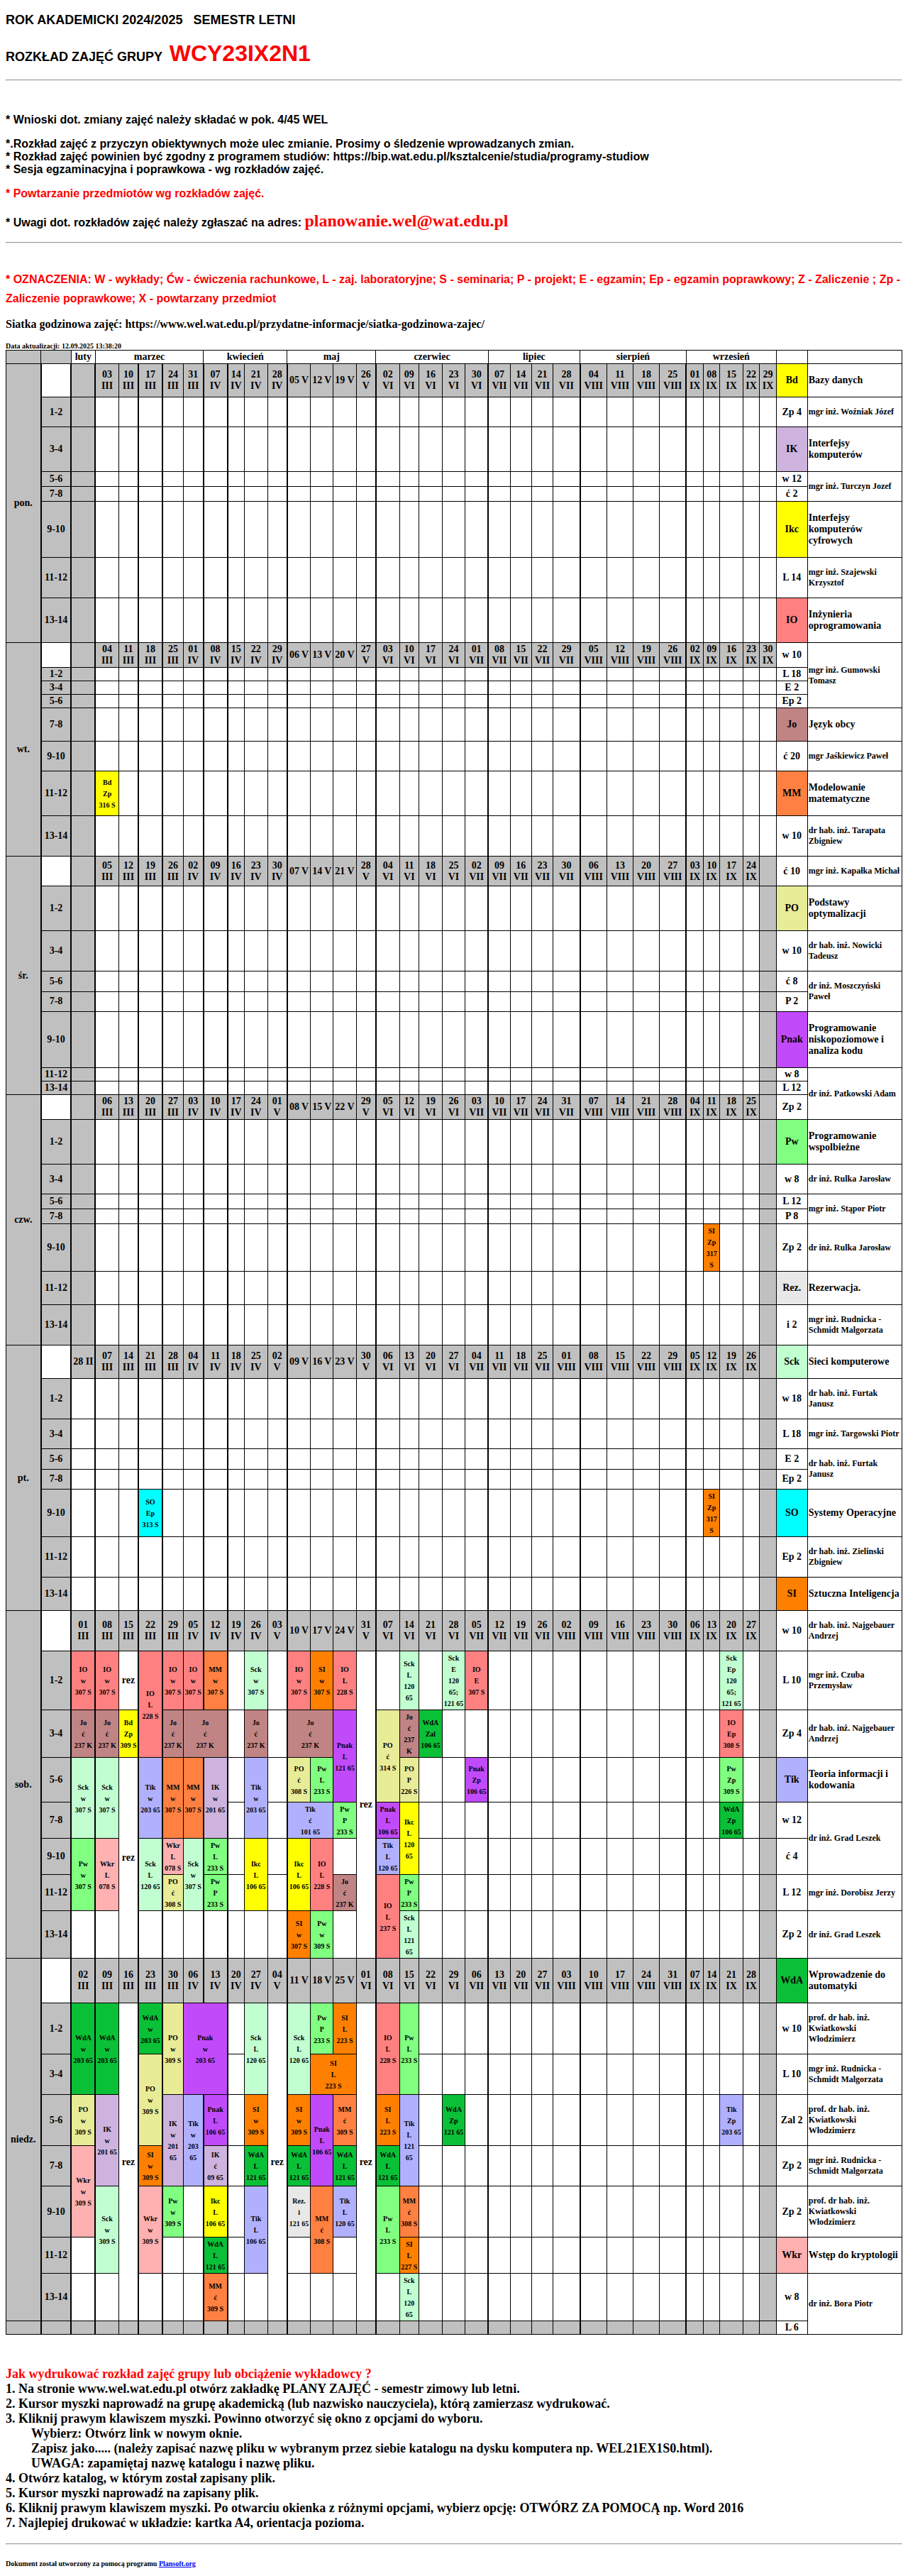 ROK AKADEMICKI 2024/2025 SEMESTR LETNI
ROZKŁAD ZAJĘĆ GRUPY WCY23IX2N1
* Wnioski dot. zmiany zajęć należy składać w pok. 4/45 WEL
*.Rozkład zajęć z przyczyn obiektywnych może ulec zmianie. Prosimy o śledzenie wprowadzanych zmian.
* Rozkład zajęć powinien być zgodny z programem studiów: https://bip.wat.edu.pl/ksztalcenie/studia/programy-studiow
* Sesja egzaminacyjna i poprawkowa - wg rozkładów zajęć.
* Powtarzanie przedmiotów wg rozkładów zajęć.
* Uwagi dot. rozkładów zajęć należy zgłaszać na adres: planowanie.wel@wat.edu.pl
* OZNACZENIA: W - wykłady; Ćw - ćwiczenia rachunkowe, L - zaj. laboratoryjne; S - seminaria; P - projekt; E - egzamin; Ep - egzamin poprawkowy; Z - Zaliczenie ; Zp -
Zaliczenie poprawkowe; X - powtarzany przedmiot
Siatka godzinowa zajęć: https://www.wel.wat.edu.pl/przydatne-informacje/siatka-godzinowa-zajec/
Data aktualizacji: 12.09.2025 13:38:20
luty marzec kwiecień maj czerwiec lipiec sierpień wrzesień
pon. 03 III 10 III 17 III 24 III 31 III 07 IV 14 IV 21 IV 28 IV 05 V 12 V 19 V 26 V 02 VI 09 VI 16 VI 23 VI 30 VI 07 VII 14 VII 21 VII 28 VII 04 VIII 11 VIII 18 VIII 25 VIII 01 IX 08 IX 15 IX 22 IX 29 IX Bd Bazy danych
1-2 Zp 4 mgr inż. Woźniak Józef
3-4 IK Interfejsy komputerów
5-6 w 12 mgr inż. Turczyn Jozef
7-8 ć 2
9-10 Ikc Interfejsy komputerów cyfrowych
11-12 L 14 mgr inż. Szajewski Krzysztof
13-14 IO Inżynieria oprogramowania
wt. 04 III 11 III 18 III 25 III 01 IV 08 IV 15 IV 22 IV 29 IV 06 V 13 V 20 V 27 V 03 VI 10 VI 17 VI 24 VI 01 VII 08 VII 15 VII 22 VII 29 VII 05 VIII 12 VIII 19 VIII 26 VIII 02 IX 09 IX 16 IX 23 IX 30 IX w 10 mgr inż. Gumowski Tomasz
1-2 L 18
3-4 E 2
5-6 Ep 2
7-8 Jo Język obcy
9-10 ć 20 mgr Jaśkiewicz Paweł
11-12 Bd Zp 316 S MM Modelowanie matematyczne
13-14 w 10 dr hab. inż. Tarapata Zbigniew
śr. 05 III 12 III 19 III 26 III 02 IV 09 IV 16 IV 23 IV 30 IV 07 V 14 V 21 V 28 V 04 VI 11 VI 18 VI 25 VI 02 VII 09 VII 16 VII 23 VII 30 VII 06 VIII 13 VIII 20 VIII 27 VIII 03 IX 10 IX 17 IX 24 IX ć 10 mgr inż. Kapałka Michał
1-2 PO Podstawy optymalizacji
3-4 w 10 dr hab. inż. Nowicki Tadeusz
5-6 ć 8 dr inż. Moszczyński Paweł
7-8 P 2
9-10 Pnak Programowanie niskopoziomowe i analiza kodu
11-12 w 8 dr inż. Patkowski Adam
13-14 L 12
czw. 06 III 13 III 20 III 27 III 03 IV 10 IV 17 IV 24 IV 01 V 08 V 15 V 22 V 29 V 05 VI 12 VI 19 VI 26 VI 03 VII 10 VII 17 VII 24 VII 31 VII 07 VIII 14 VIII 21 VIII 28 VIII 04 IX 11 IX 18 IX 25 IX Zp 2
1-2 Pw Programowanie wspołbieżne
3-4 w 8 dr inż. Rulka Jarosław
5-6 L 12 mgr inż. Stąpor Piotr
7-8 P 8
9-10 SI Zp 317 S Zp 2 dr inż. Rulka Jarosław
11-12 Rez. Rezerwacja.
13-14 i 2 mgr inż. Rudnicka - Schmidt Małgorzata
pt. 28 II 07 III 14 III 21 III 28 III 04 IV 11 IV 18 IV 25 IV 02 V 09 V 16 V 23 V 30 V 06 VI 13 VI 20 VI 27 VI 04 VII 11 VII 18 VII 25 VII 01 VIII 08 VIII 15 VIII 22 VIII 29 VIII 05 IX 12 IX 19 IX 26 IX Sck Sieci komputerowe
1-2 w 18 dr hab. inż. Furtak Janusz
3-4 L 18 mgr inż. Targowski Piotr
5-6 E 2 dr hab. inż. Furtak Janusz
7-8 Ep 2
9-10 SO Ep 313 S SI Zp 317 S SO Systemy Operacyjne
11-12 Ep 2 dr hab. inż. Zieliński Zbigniew
13-14 SI Sztuczna Inteligencja
sob. 01 III 08 III 15 III 22 III 29 III 05 IV 12 IV 19 IV 26 IV 03 V 10 V 17 V 24 V 31 V 07 VI 14 VI 21 VI 28 VI 05 VII 12 VII 19 VII 26 VII 02 VIII 09 VIII 16 VIII 23 VIII 30 VIII 06 IX 13 IX 20 IX 27 IX w 10 dr hab. inż. Najgebauer Andrzej
1-2 IO w 307 S IO w 307 S rez IO L 228 S IO w 307 S IO w 307 S MM w 307 S Sck w 307 S IO w 307 S SI w 307 S IO L 228 S rez Sck L 120 65 Sck E 120 65; 121 65 IO E 307 S Sck Ep 120 65; 121 65 L 10 mgr inż. Czuba Przemysław
3-4 Jo ć 237 K Jo ć 237 K Bd Zp 309 S Jo ć 237 K Jo ć 237 K Jo ć 237 K Jo ć 237 K Pnak L 121 65 PO ć 314 S Jo ć 237 K WdA Zal 106 65 IO Ep 308 S Zp 4 dr hab. inż. Najgebauer Andrzej
5-6 Sck w 307 S Sck w 307 S rez Tik w 203 65 MM w 307 S MM w 307 S IK w 201 65 Tik w 203 65 PO ć 308 S Pw L 233 S PO P 226 S Pnak Zp 106 65 Pw Zp 309 S Tik Teoria informacji i kodowania
7-8 Tik ć 101 65 Pw P 233 S Pnak L 106 65 Ikc L 120 65 WdA Zp 106 65 w 12 dr inż. Grad Leszek
9-10 Pw w 307 S Wkr L 078 S Sck L 120 65 Wkr L 078 S Sck w 307 S Pw L 233 S Ikc L 106 65 Ikc L 106 65 IO L 228 S Tik L 120 65 ć 4
11-12 PO ć 308 S Pw P 233 S Jo ć 237 K IO L 237 S Pw P 233 S L 12 mgr inż. Dorobisz Jerzy
13-14 SI w 307 S Pw w 309 S Sck L 121 65 Zp 2 dr inż. Grad Leszek
niedz. 02 III 09 III 16 III 23 III 30 III 06 IV 13 IV 20 IV 27 IV 04 V 11 V 18 V 25 V 01 VI 08 VI 15 VI 22 VI 29 VI 06 VII 13 VII 20 VII 27 VII 03 VIII 10 VIII 17 VIII 24 VIII 31 VIII 07 IX 14 IX 21 IX 28 IX WdA Wprowadzenie do automatyki
1-2 WdA w 203 65 WdA w 203 65 rez WdA w 203 65 PO w 309 S Pnak w 203 65 Sck L 120 65 rez Sck L 120 65 Pw P 233 S SI L 223 S rez IO L 228 S Pw L 233 S w 10 prof. dr hab. inż. Kwiatkowski Włodzimierz
3-4 PO w 309 S SI L 223 S L 10 mgr inż. Rudnicka - Schmidt Małgorzata
5-6 PO w 309 S IK w 201 65 IK w 201 65 Tik w 203 65 Pnak L 106 65 SI w 309 S SI w 309 S Pnak L 106 65 MM ć 309 S SI L 223 S Tik L 121 65 WdA Zp 121 65 Tik Zp 203 65 Zal 2 prof. dr hab. inż. Kwiatkowski Włodzimierz
7-8 Wkr w 309 S SI w 309 S IK ć 09 65 WdA L 121 65 WdA L 121 65 WdA L 121 65 WdA L 121 65 Zp 2 mgr inż. Rudnicka - Schmidt Małgorzata
9-10 Sck w 309 S Wkr w 309 S Pw w 309 S Ikc L 106 65 Tik L 106 65 Rez. i 121 65 MM ć 308 S Tik L 120 65 Pw L 233 S MM ć 308 S Zp 2 prof. dr hab. inż. Kwiatkowski Włodzimierz
11-12 WdA L 121 65 SI L 227 S Wkr Wstęp do kryptologii
13-14 MM ć 309 S Sck L 120 65 w 8 dr inż. Bora Piotr
L 6
Jak wydrukować rozkład zajęć grupy lub obciążenie wykładowcy ?
1. Na stronie www.wel.wat.edu.pl otwórz zakładkę PLANY ZAJĘĆ - semestr zimowy lub letni.
2. Kursor myszki naprowadź na grupę akademicką (lub nazwisko nauczyciela), którą zamierzasz wydrukować.
3. Kliknij prawym klawiszem myszki. Powinno otworzyć się okno z opcjami do wyboru.
Wybierz: Otwórz link w nowym oknie.
Zapisz jako..... (należy zapisać nazwę pliku w wybranym przez siebie katalogu na dysku komputera np. WEL21EX1S0.html).
UWAGA: zapamiętaj nazwę katalogu i nazwę pliku.
4. Otwórz katalog, w którym został zapisany plik.
5. Kursor myszki naprowadź na zapisany plik.
6. Kliknij prawym klawiszem myszki. Po otwarciu okienka z różnymi opcjami, wybierz opcję: OTWÓRZ ZA POMOCĄ np. Word 2016
7. Najlepiej drukować w układzie: kartka A4, orientacja pozioma.
Dokument został utworzony za pomocą programu Plansoft.org